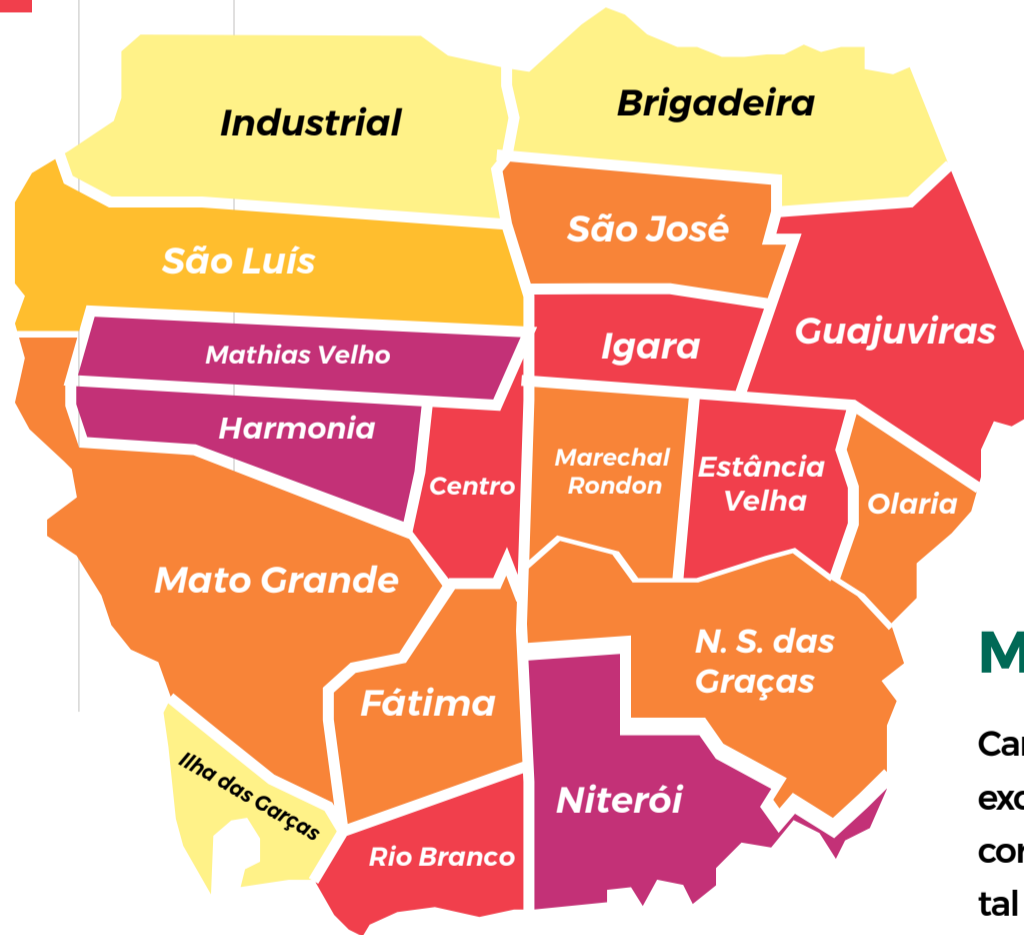 Industrial
Brigadeira
São José
São Luís
Igara
Guajuviras
Mathias Velho
Harmonia
Centro
Marechal
Rondon
Estância
Velha
Olaria
Mato Grande
N. S. das
Graças
Fátima
Ilha das Garças
Niterói
Rio Branco
tal